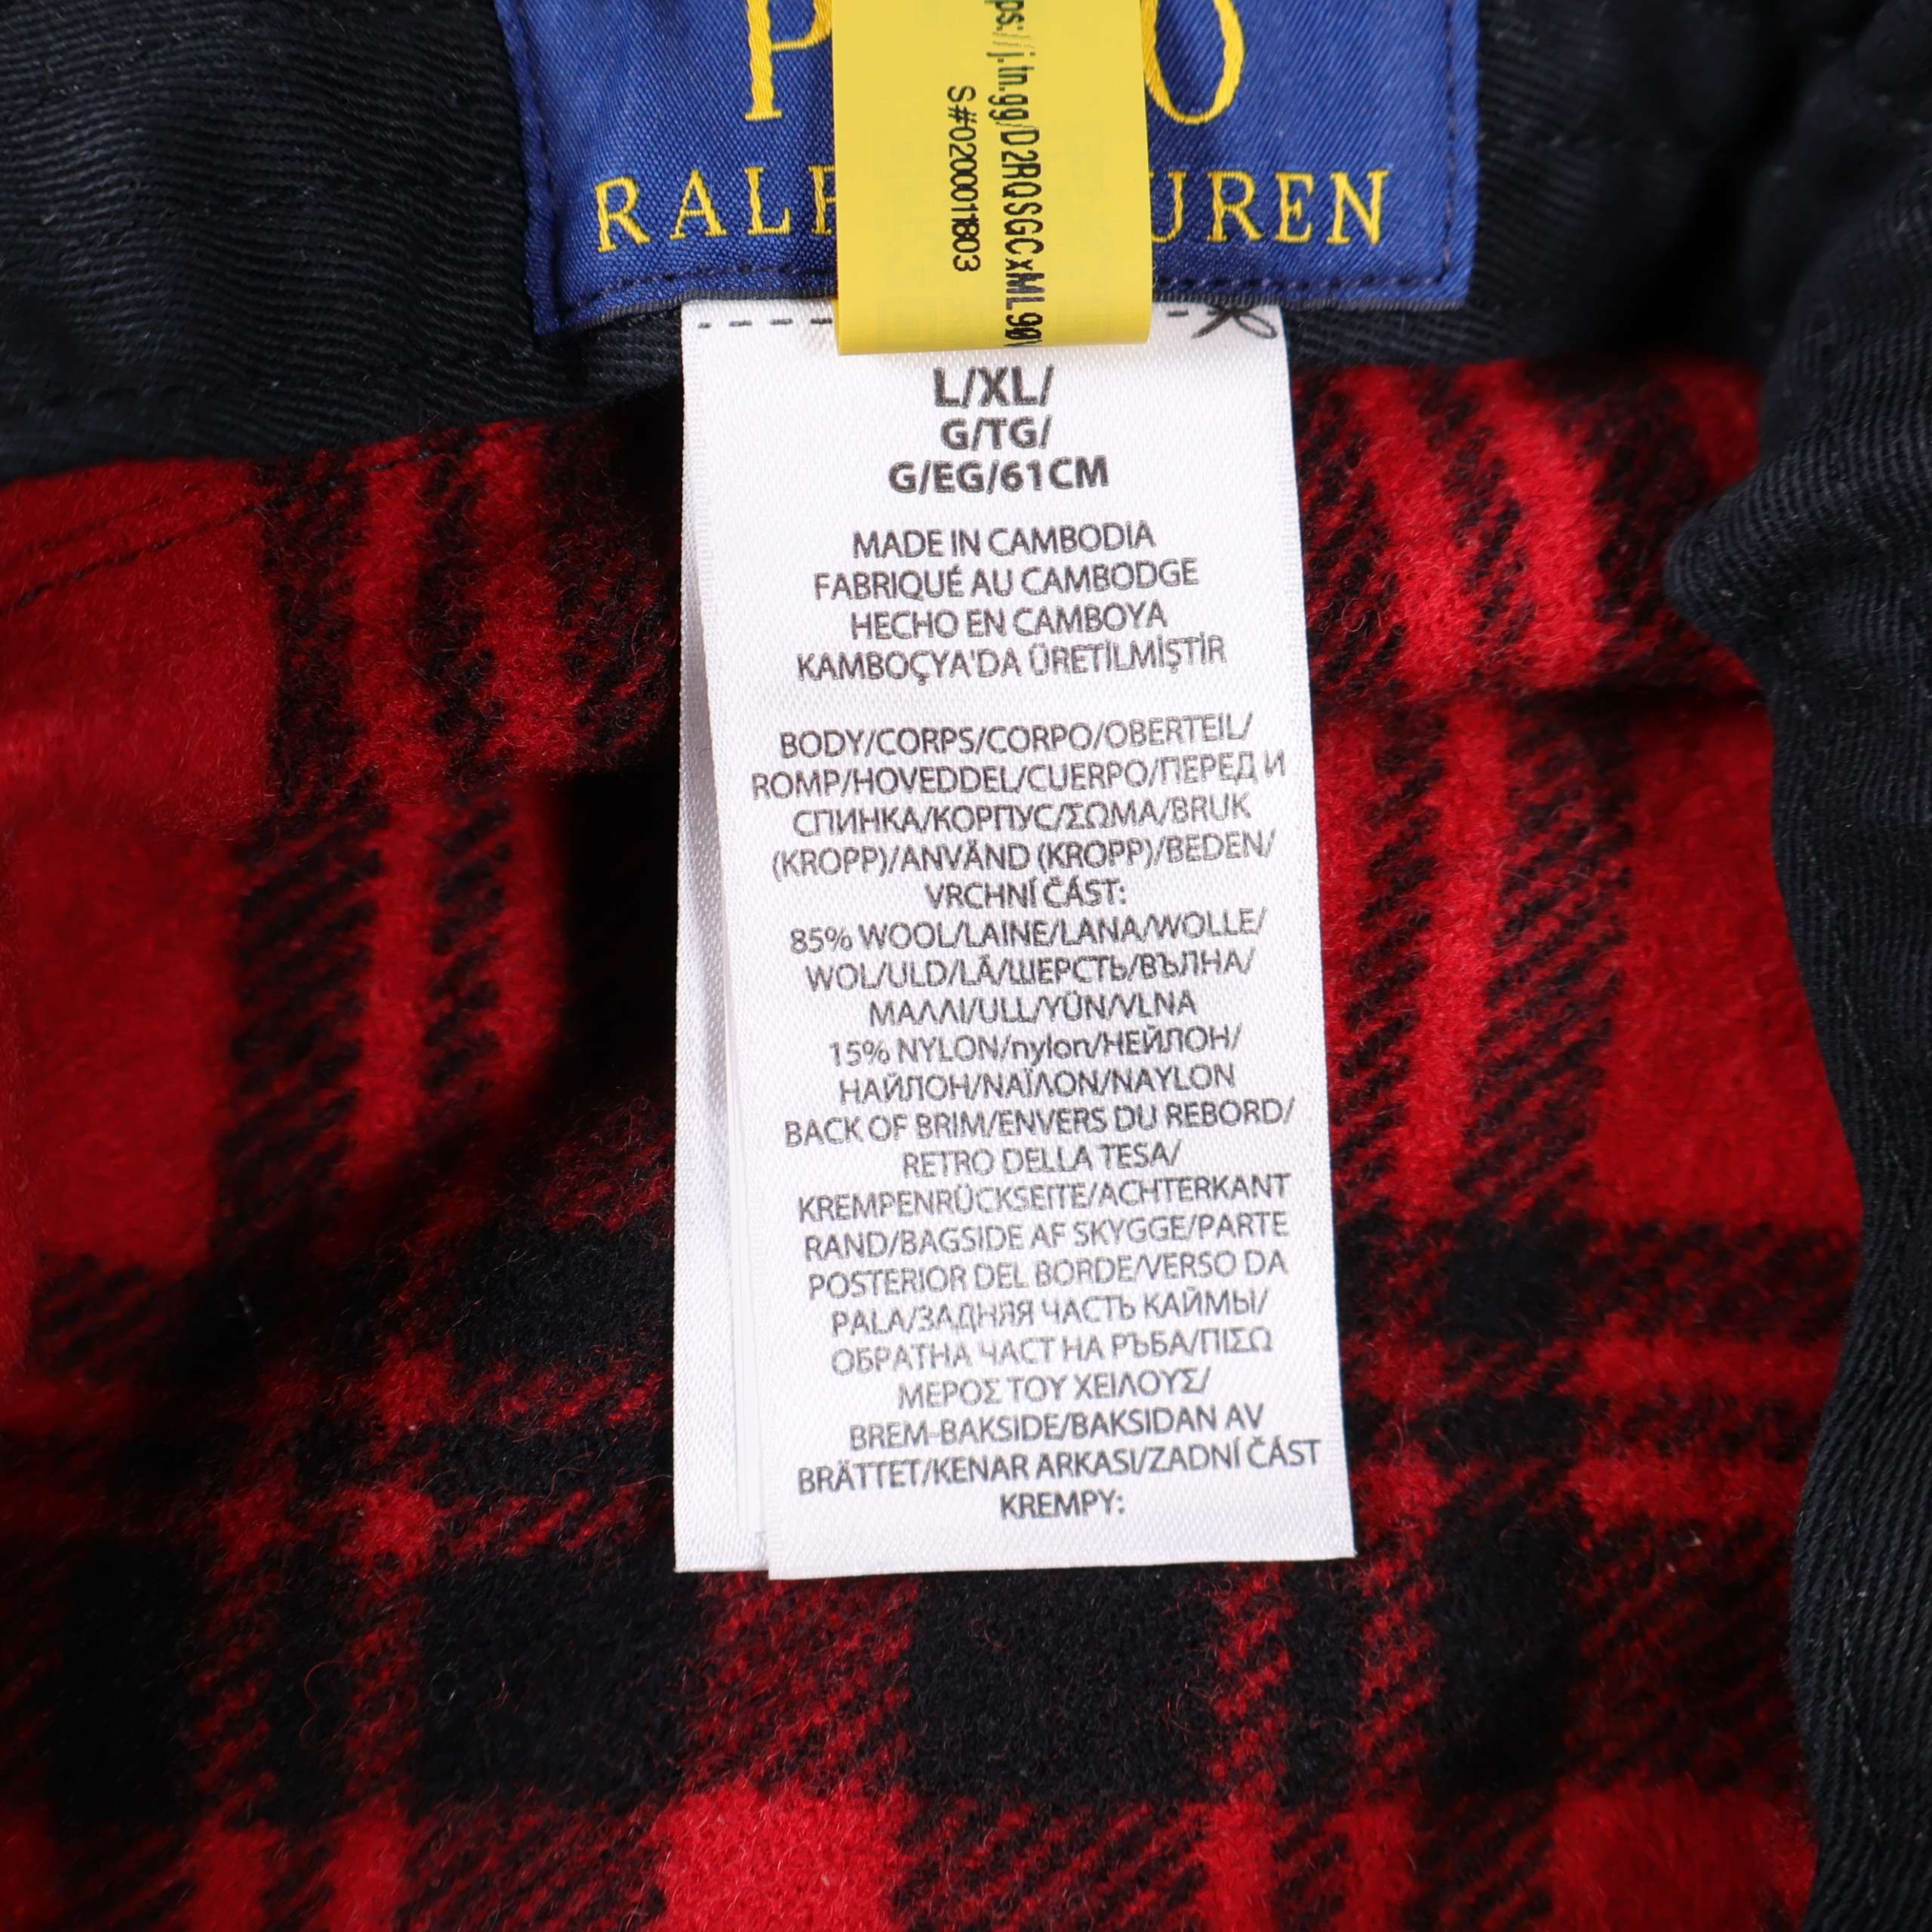 RALP
UREN
S#0200011803
L/XL/
G/TG/
G/EG/61CM
MADE IN CAMBODIA
FABRIQUÉ AU CAMBODGE
HECHO EN CAMBOYA
KAMBOÇYA'DA ÜRETİLMİŞTİR
BODY/CORPS/CORPO/OBERTEIL/
ROMP/HOVEDDEL/CUERPO/ПЕРЕД И
СПИНКА/КОРПУС/ΣΩΜΑ/BRUK
(KROPP)/ANVÄND (KROPP)/BEDEN/
VRCHNÍ ČÁST:
85% WOOL/LAINE/LANA/WOLLE/
WOL/ULD/LÃ/ШЕРСТЬ/ВЪЛНА/
ΜΑΛΛΙ/ULL/YÜN/VLNA
15% NYLON/nylon/НЕЙЛОН/
НАЙЛОН/ΝΑΪΛΟΝ/NAYLON
BACK OF BRIM/ENVERS DU REBORD/
RETRO DELLA TESA/
KREMPENRÜCKSEITE/ACHTERKANT
RAND/BAGSIDE AF SKYGGE/PARTE
POSTERIOR DEL BORDE/VERSO DA
PALA/ЗАДНЯЯ ЧАСТЬ КАЙМЫ/
ОБРАТНА ЧАСТ НА РЪБА/ΠΙΣΩ
ΜΕΡΟΣ ΤΟΥ ΧΕΙΛΟΥΣ/
BREM-BAKSIDE/BAKSIDAN AV
BRÄTTET/KENAR ARKASI/ZADNÍ ČÁST
KREMPY: